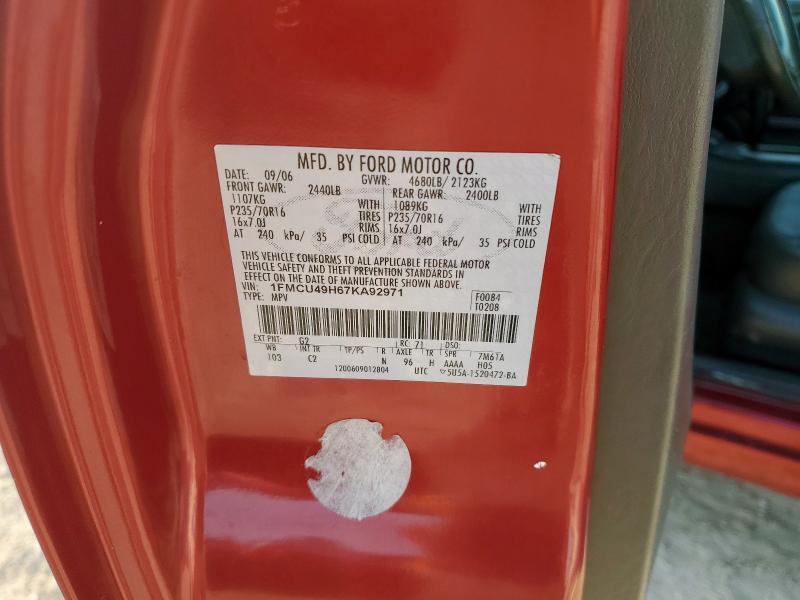 MFD. BY FORD MOTOR CO.
DATE: 09/06 GVWR: 4680LB/ 2123KG
FRONT GAWR: 2440LB REAR GAWR: 2400LB
1107KG WITH 1089KG WITH
P235/70R16 TIRES P235/70R16 TIRES
16x7.0J RIMS 16x7.0J RIMS
AT 240 kPa/ 35 PSI COLD AT 240 kPa/ 35 PSI COLD
THIS VEHICLE CONFORMS TO ALL APPLICABLE FEDERAL MOTOR
VEHICLE SAFETY AND THEFT PREVENTION STANDARDS IN
EFFECT ON THE DATE OF MANUFACTURE SHOWN ABOVE.
VIN: 1FMCU49H67KA92971 F0084
TYPE: MPV T0208
EXT PNT: G2 RC: 71 DSO:
WB INT TR TP/PS R AXLE TR SPR 7M61A
103 C2 N 96 H AAAA H05
1200609012804 UTC 5U5A-1520472-BA